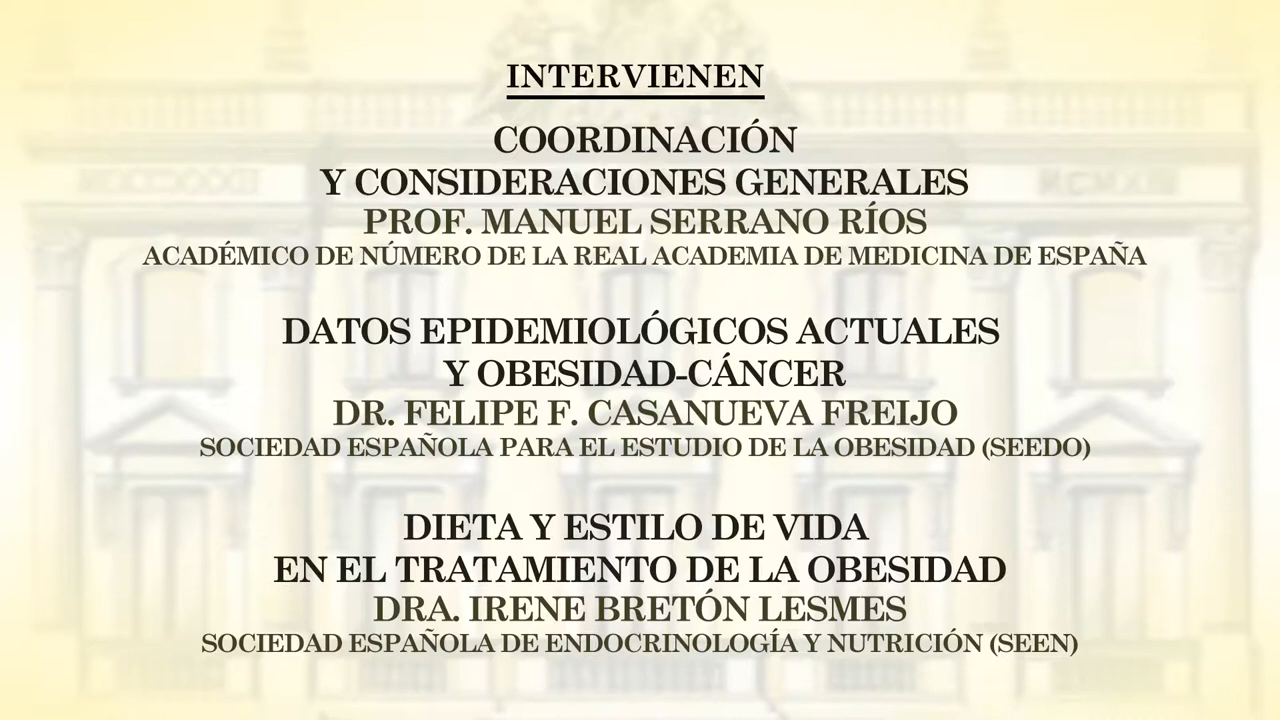 INTERVIENEN
COORDINACIÓN
Y CONSIDERACIONES GENERALES
PROF. MANUEL SERRANO RÍOS
ACADÉMICO DE NÚMERO DE LA REAL ACADEMIA DE MEDICINA DE ESPAÑA
DATOS EPIDEMIOLÓGICOS ACTUALES
Y OBESIDAD-CÁNCER
DR. FELIPE F. CASANUEVA FREIJO
SOCIEDAD ESPAÑOLA PARA EL ESTUDIO DE LA OBESIDAD (SEEDO)
DIETA Y ESTILO DE VIDA
EN EL TRATAMIENTO DE LA OBESIDAD
DRA. IRENE BRETÓN LESMES
SOCIEDAD ESPAÑOLA DE ENDOCRINOLOGÍA Y NUTRICIÓN (SEEN)